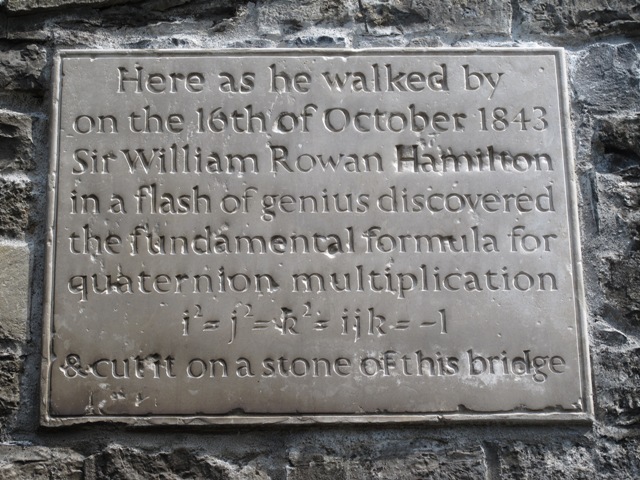 Here as he walked by
on the 16th of October 1843
Sir William Rowan Hamilton
in a flash of genius discovered
the fundamental formula for
quaternion multiplication
i² = j² = k² = ijk = -1
& cut it on a stone of this bridge